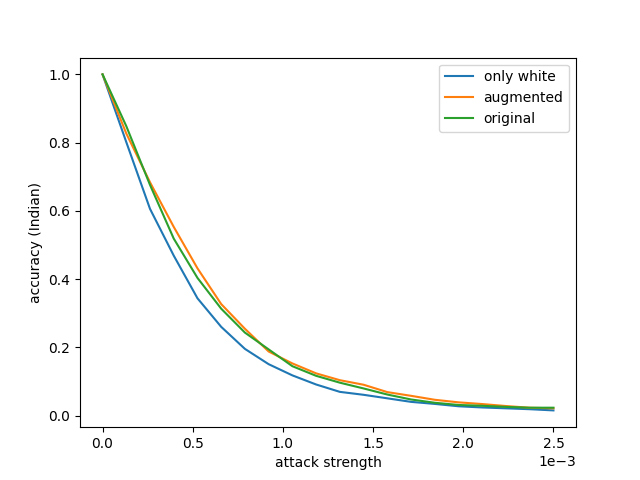 only white
augmented
original
accuracy (Indian)
1.0
0.8
0.6
0.4
0.2
0.0
0.0 0.5 1.0 1.5 2.0 2.5
1e−3
attack strength